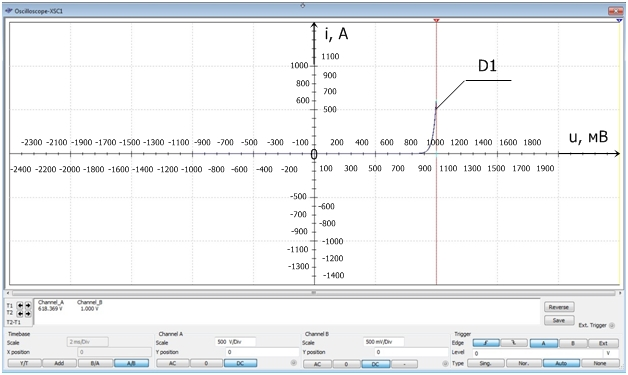 Oscilloscope-XSC1
i, A
1100
1000
900
D1
800
700
600
500
-2300 -1900 -1700 -1500 -1300 -1100 -900 -700 -500 -300 -100 200 400 600 800 1000 1200 1400 1600 1800
u, мВ
0
-2400 -2000 -1800 -1600 -1400 -1200 -1000 -800 -600 -400 -200 100 300 500 700 900 1100 1300 1500 1700 1900
-500
-600
-700
-800
-900
-1000
-1100
-1200
-1300
-1400
T1
T2
T2-T1
Channel_A Channel_B
618.369 V 1.000 V
Reverse
Save
Ext. Trigger
Timebase
Scale 2 ms/Div
X position 0
Y/T Add B/A A/B
Channel A
Scale 500 V/Div
Y position 0
AC 0 DC
Channel B
Scale 500 mV/Div
Y position 0
AC 0 DC -
Trigger
Edge A B Ext
Level 0 V
Type Sing. Nor. Auto None